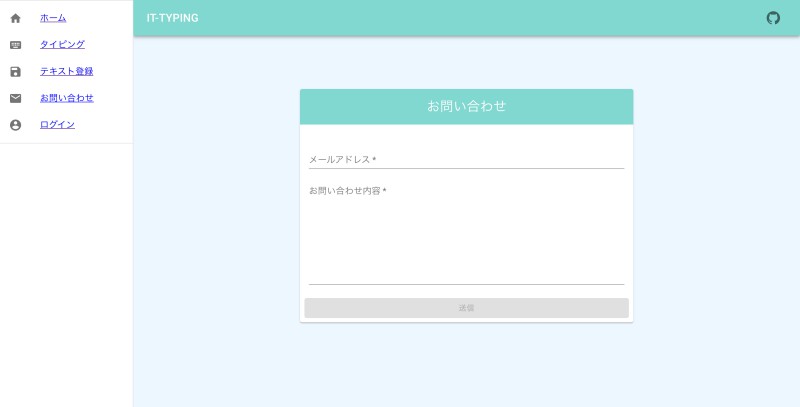 ホーム
タイピング
テキスト登録
お問い合わせ
ログイン
IT-TYPING
お問い合わせ
メールアドレス *
お問い合わせ内容 *
送信